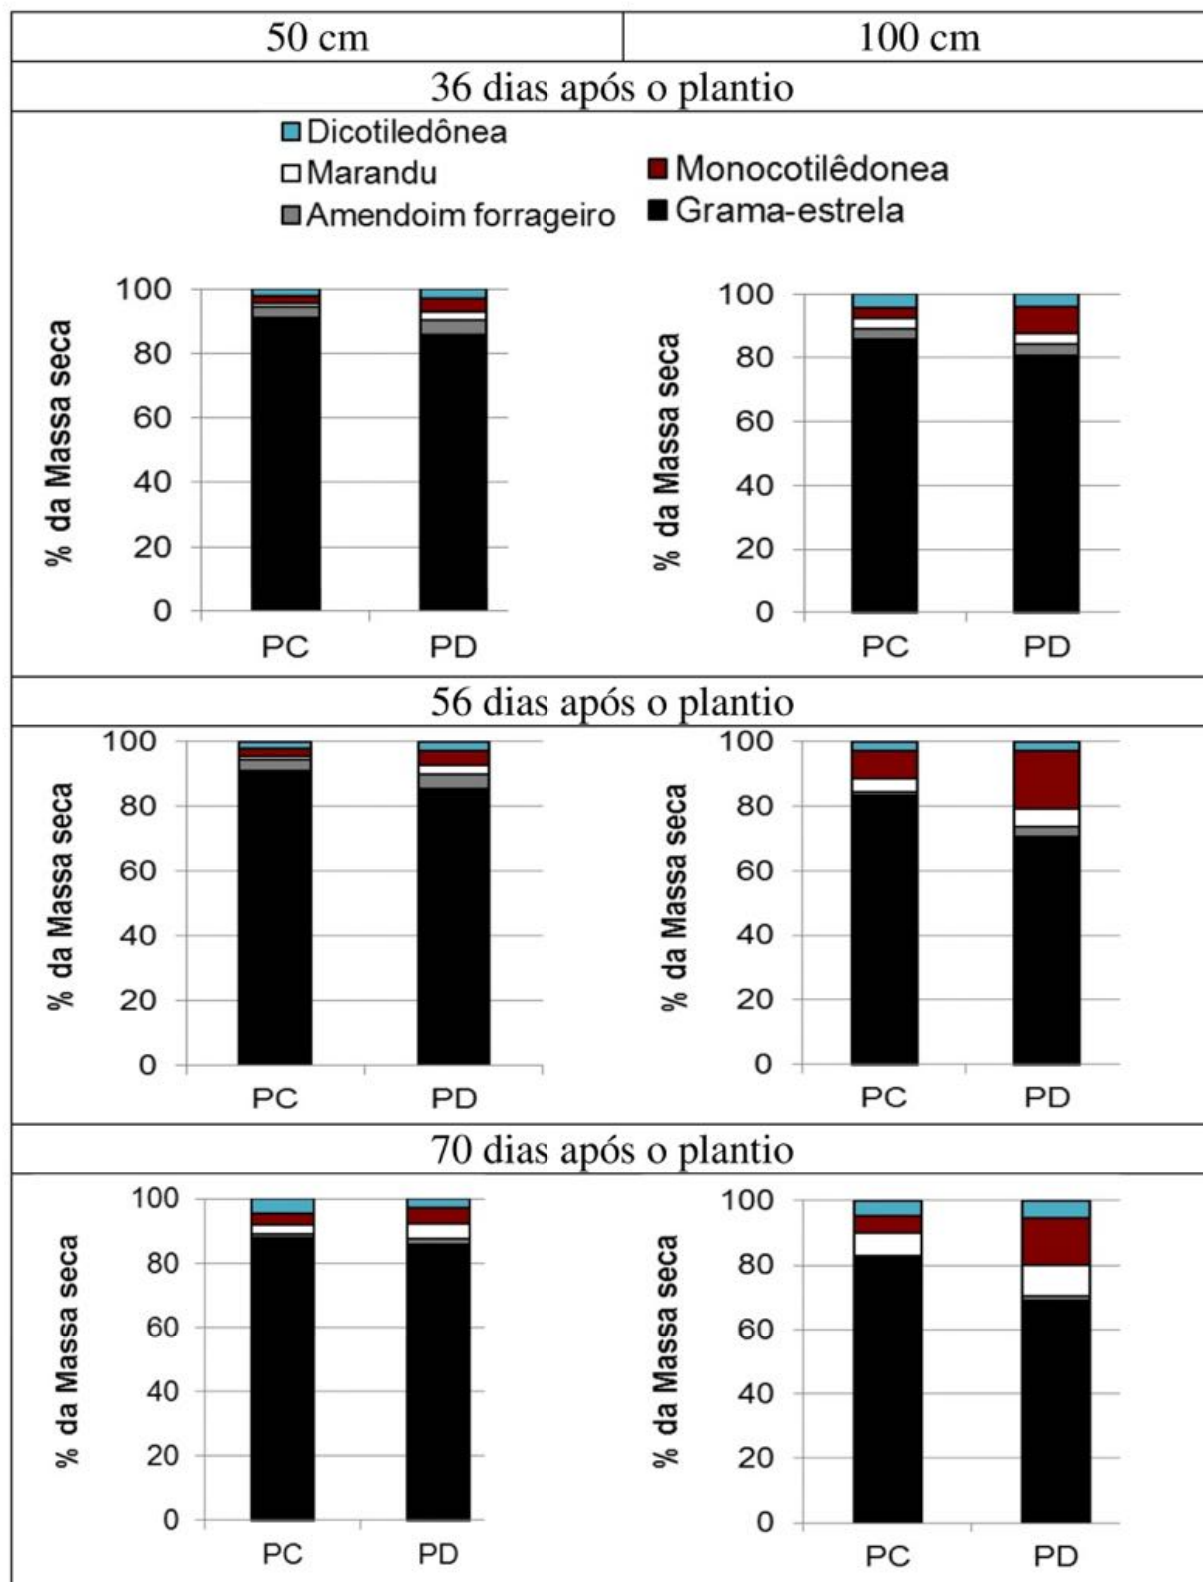 50 cm
100 cm
36 dias após o plantio
Dicotiledônea
Marandu
Amendoim forrageiro
Monocotilêdonea
Grama-estrela
% da Massa seca
100
80
60
40
20
0
PC PD
% da Massa seca
100
80
60
40
20
0
PC PD
56 dias após o plantio
% da Massa seca
100
80
60
40
20
0
PC PD
% da Massa seca
100
80
60
40
20
0
PC PD
70 dias após o plantio
% da Massa seca
100
80
60
40
20
0
PC PD
% da Massa seca
100
80
60
40
20
0
PC PD